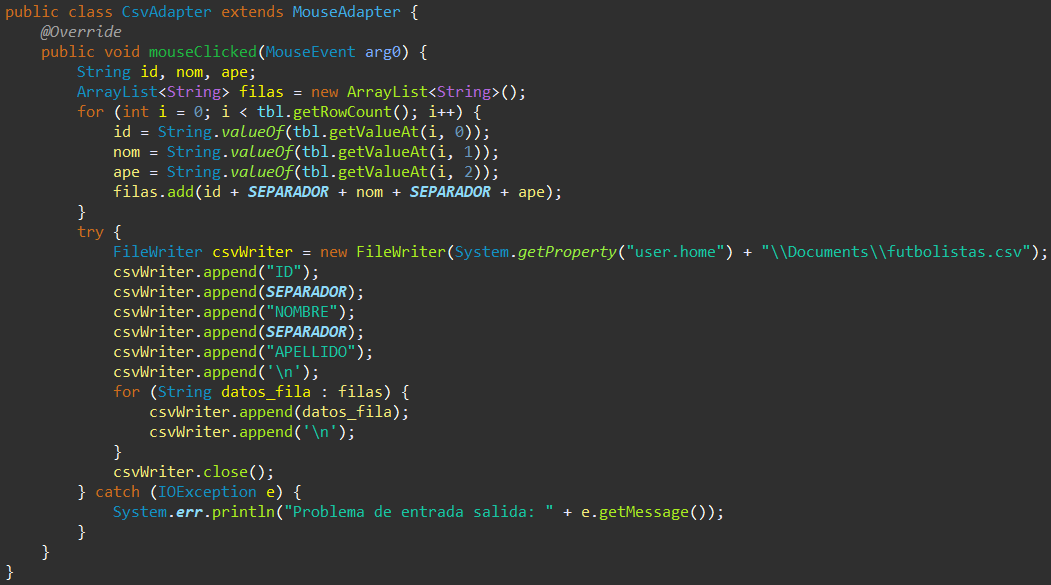 public class CsvAdapter extends MouseAdapter {
    @Override
    public void mouseClicked(MouseEvent arg0) {
        String id, nom, ape;
        ArrayList<String> filas = new ArrayList<String>();
        for (int i = 0; i < tbl.getRowCount(); i++) {
            id = String.valueOf(tbl.getValueAt(i, 0));
            nom = String.valueOf(tbl.getValueAt(i, 1));
            ape = String.valueOf(tbl.getValueAt(i, 2));
            filas.add(id + SEPARADOR + nom + SEPARADOR + ape);
        }
        try {
            FileWriter csvWriter = new FileWriter(System.getProperty("user.home") + "\\Documents\\futbolistas.csv");
            csvWriter.append("ID");
            csvWriter.append(SEPARADOR);
            csvWriter.append("NOMBRE");
            csvWriter.append(SEPARADOR);
            csvWriter.append("APELLIDO");
            csvWriter.append('\n');
            for (String datos_fila : filas) {
                csvWriter.append(datos_fila);
                csvWriter.append('\n');
            }
            csvWriter.close();
        } catch (IOException e) {
            System.err.println("Problema de entrada salida: " + e.getMessage());
        }
    }
}